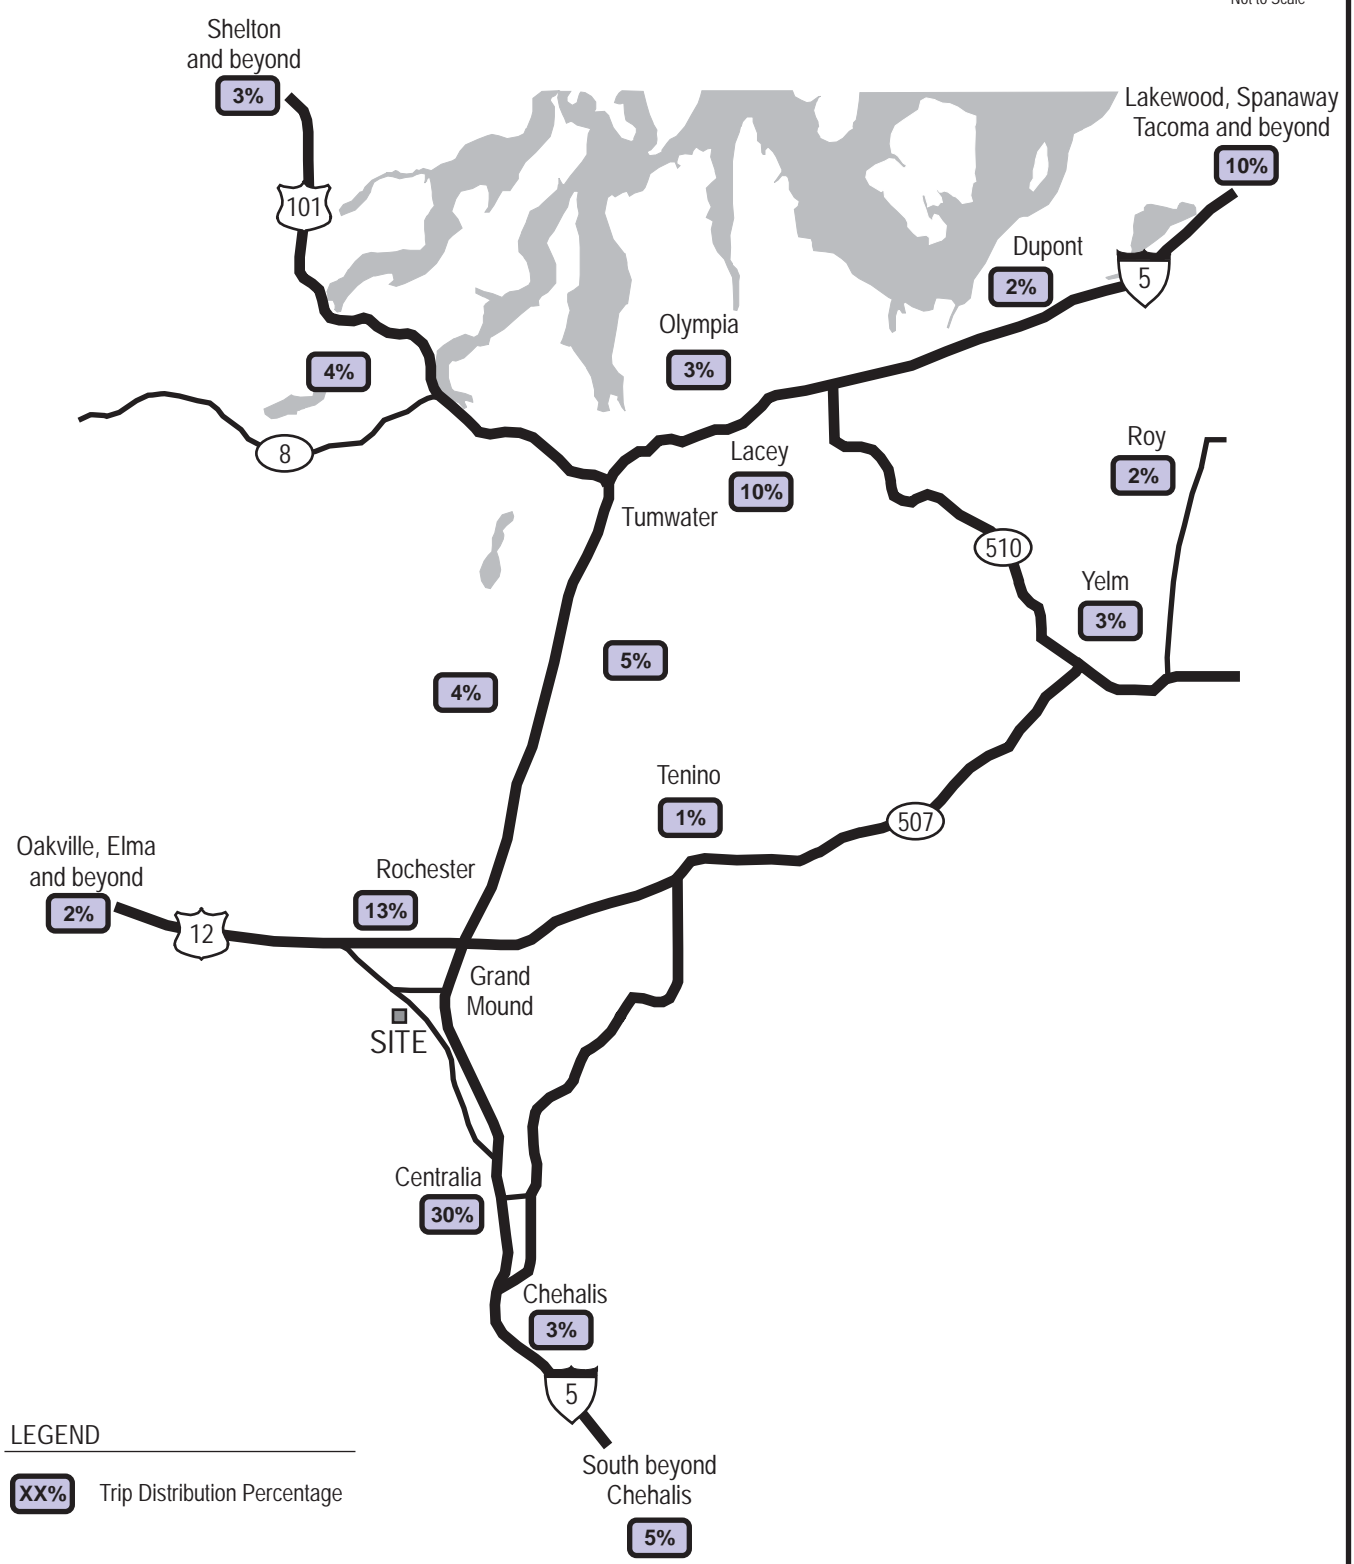 Not to Scale
Shelton
and beyond
3%
Lakewood, Spanaway
Tacoma and beyond
10%
101
Dupont
2%
5
Olympia
3%
4%
8
Lacey
10%
Roy
2%
Tumwater
510
Yelm
3%
5%
4%
Tenino
1%
507
Oakville, Elma
and beyond
2%
12
Rochester
13%
Grand
Mound
SITE
Centralia
30%
Chehalis
3%
5
South beyond
Chehalis
5%
LEGEND
XX% Trip Distribution Percentage